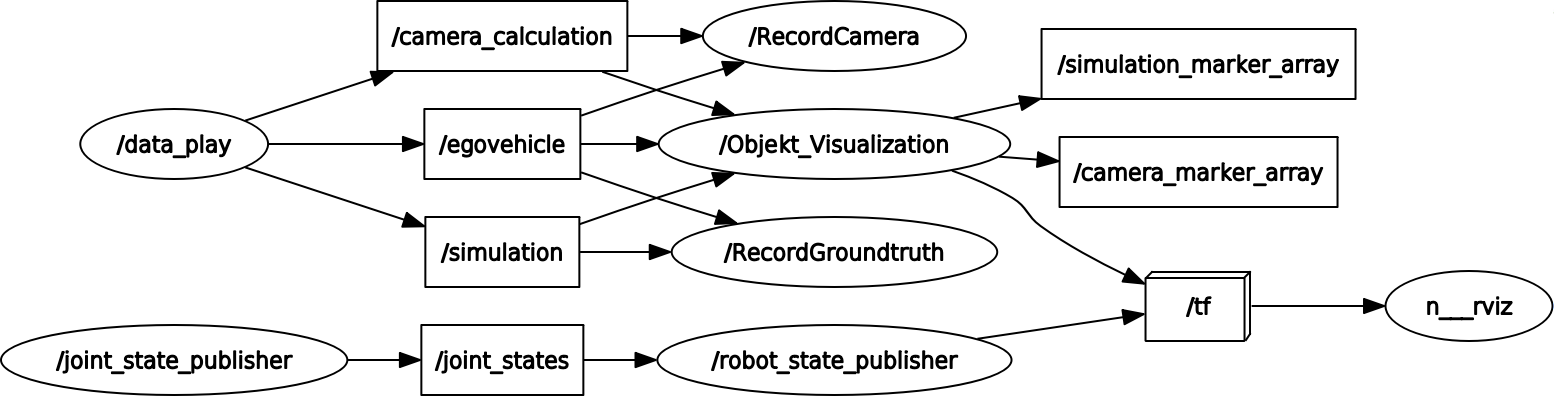 /camera_calculation
/RecordCamera
/simulation_marker_array
/data_play
/egovehicle
/Objekt_Visualization
/camera_marker_array
/simulation
/RecordGroundtruth
/tf
n___rviz
/joint_state_publisher
/joint_states
/robot_state_publisher